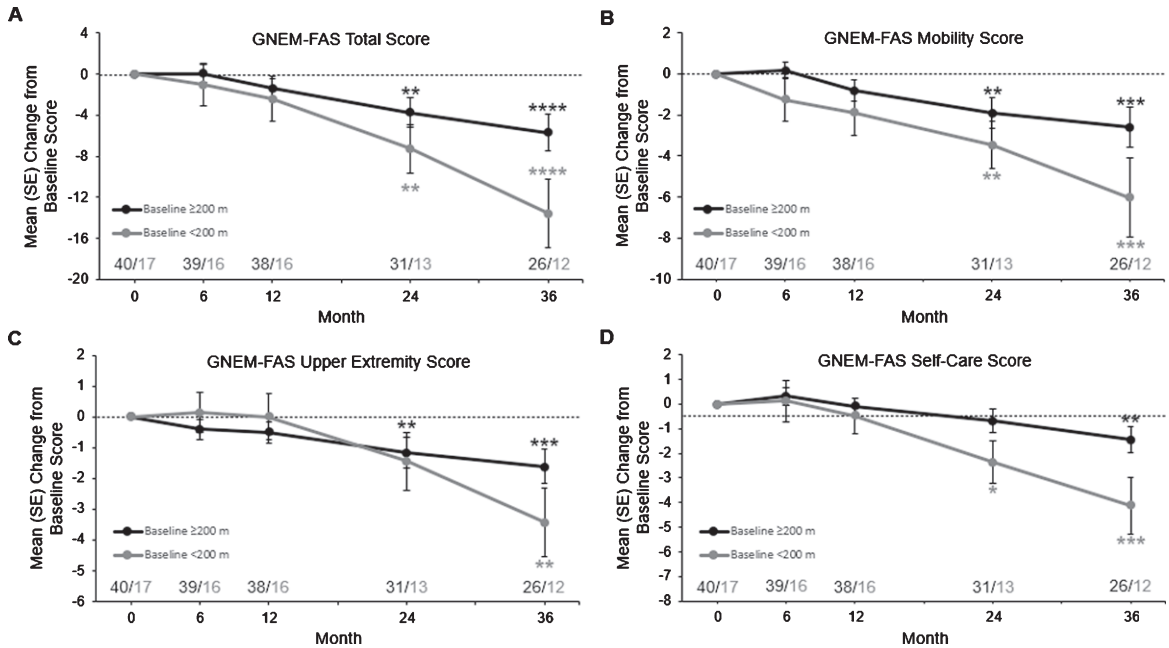 A
GNEM-FAS Total Score
Mean (SE) Change from
Baseline Score
4
0
-4
-8
-12
-16
-20
**
****
**
****
Baseline ≥200 m
Baseline <200 m
40/17 39/16 38/16 31/13 26/12
0 6 12 24 36
Month
B
GNEM-FAS Mobility Score
Mean (SE) Change from
Baseline Score
2
0
-2
-4
-6
-8
-10
**
***
**
***
Baseline ≥200 m
Baseline <200 m
40/17 39/16 38/16 31/13 26/12
0 6 12 24 36
Month
C
GNEM-FAS Upper Extremity Score
Mean (SE) Change from
Baseline Score
2
1
0
-1
-2
-3
-4
-5
-6
**
***
**
Baseline ≥200 m
Baseline <200 m
40/17 39/16 38/16 31/13 26/12
0 6 12 24 36
Month
D
GNEM-FAS Self-Care Score
Mean (SE) Change from
Baseline Score
2
1
0
-1
-2
-3
-4
-5
-6
-7
-8
**
*
***
Baseline ≥200 m
Baseline <200 m
40/17 39/16 38/16 31/13 26/12
0 6 12 24 36
Month